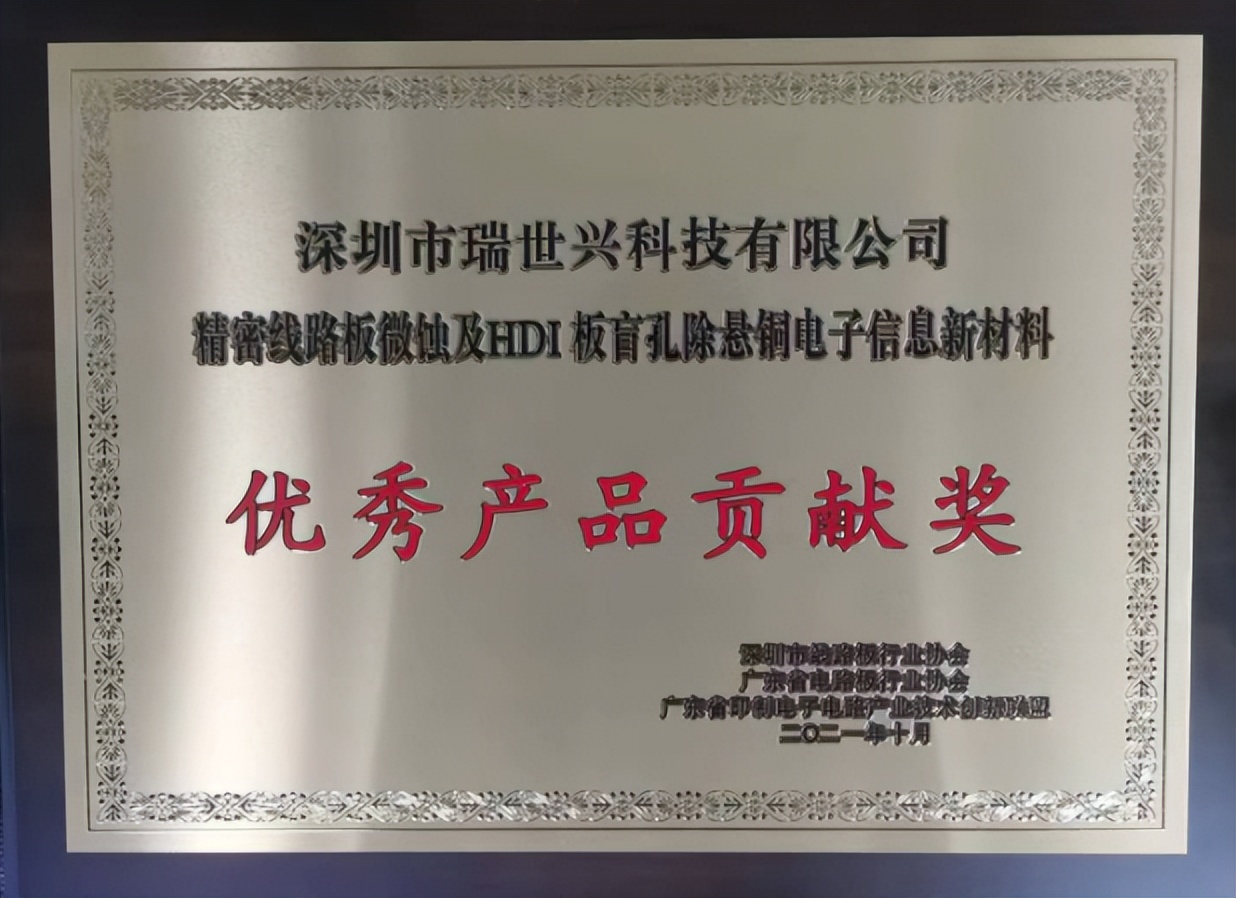 深圳市瑞世兴科技有限公司
精密线路板微蚀及HDI 板盲孔除悬铜电子信息新材料
优秀产品贡献奖
深圳市线路板行业协会
广东省电路板行业协会
广东省印制电子电路产业技术创新联盟
二〇二一年十月